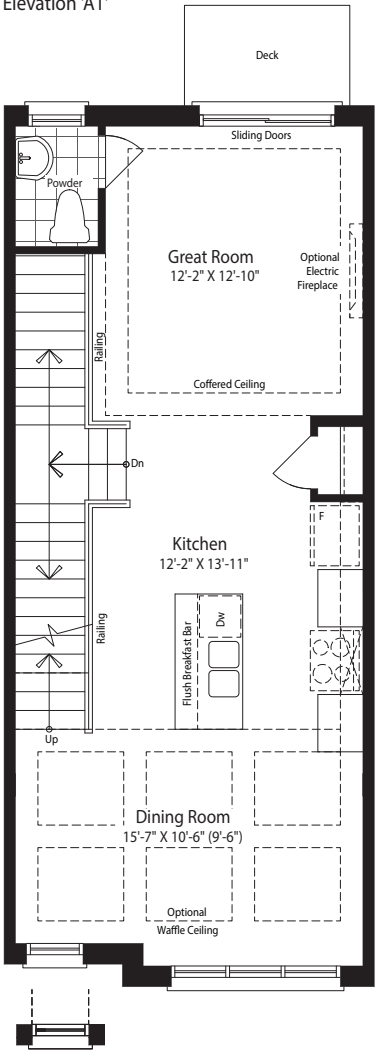 Elevation 'A1'
Deck
Sliding Doors
Powder
Great Room
12'-2" X 12'-10"
Optional
Electric
Fireplace
Railing
Coffered Ceiling
Dn
F
Kitchen
12'-2" X 13'-11"
Dw
Flush Breakfast Bar
Railing
Up
Dining Room
15'-7" X 10'-6" (9'-6")
Optional
Waffle Ceiling